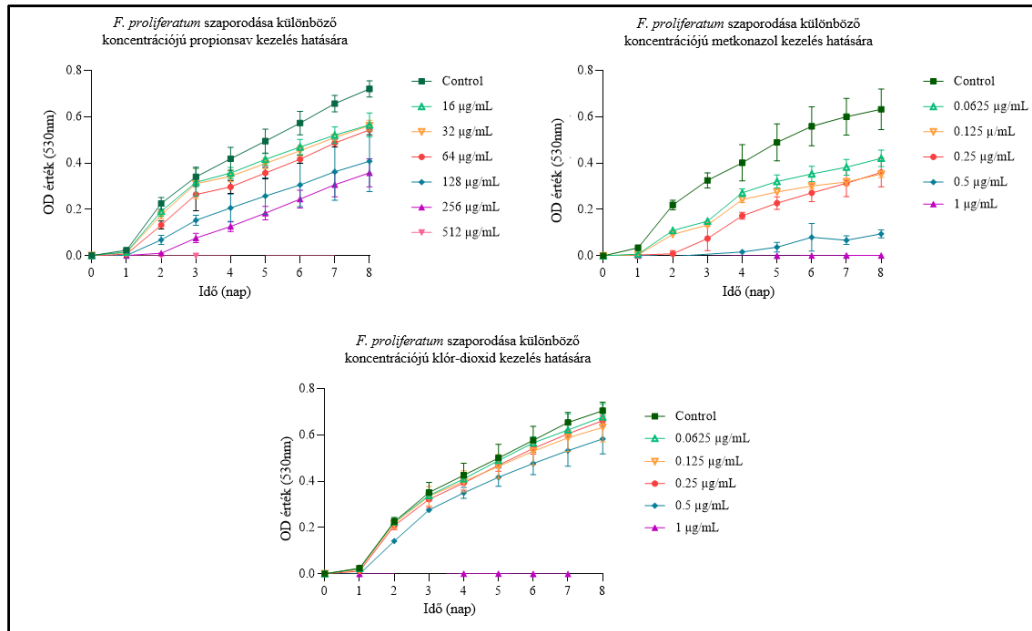 F. proliferatum szaporodása különböző
koncentrációjú propionsav kezelés hatására
OD érték (530nm)
0.8
0.6
0.4
0.2
0.0
0 1 2 3 4 5 6 7 8
Idő (nap)
Control
16 µg/mL
32 µg/mL
64 µg/mL
128 µg/mL
256 µg/mL
512 µg/mL
F. proliferatum szaporodása különböző
koncentrációjú metkonazol kezelés hatására
OD érték (530nm)
0.8
0.6
0.4
0.2
0.0
0 1 2 3 4 5 6 7 8
Idő (nap)
Control
0.0625 µg/mL
0.125 µ/mL
0.25 µg/mL
0.5 µg/mL
1 µg/mL
F. proliferatum szaporodása különböző
koncentrációjú klór-dioxid kezelés hatására
OD érték (530nm)
0.8
0.6
0.4
0.2
0.0
0 1 2 3 4 5 6 7 8
Idő (nap)
Control
0.0625 µg/mL
0.125 µg/mL
0.25 µg/mL
0.5 µg/mL
1 µg/mL